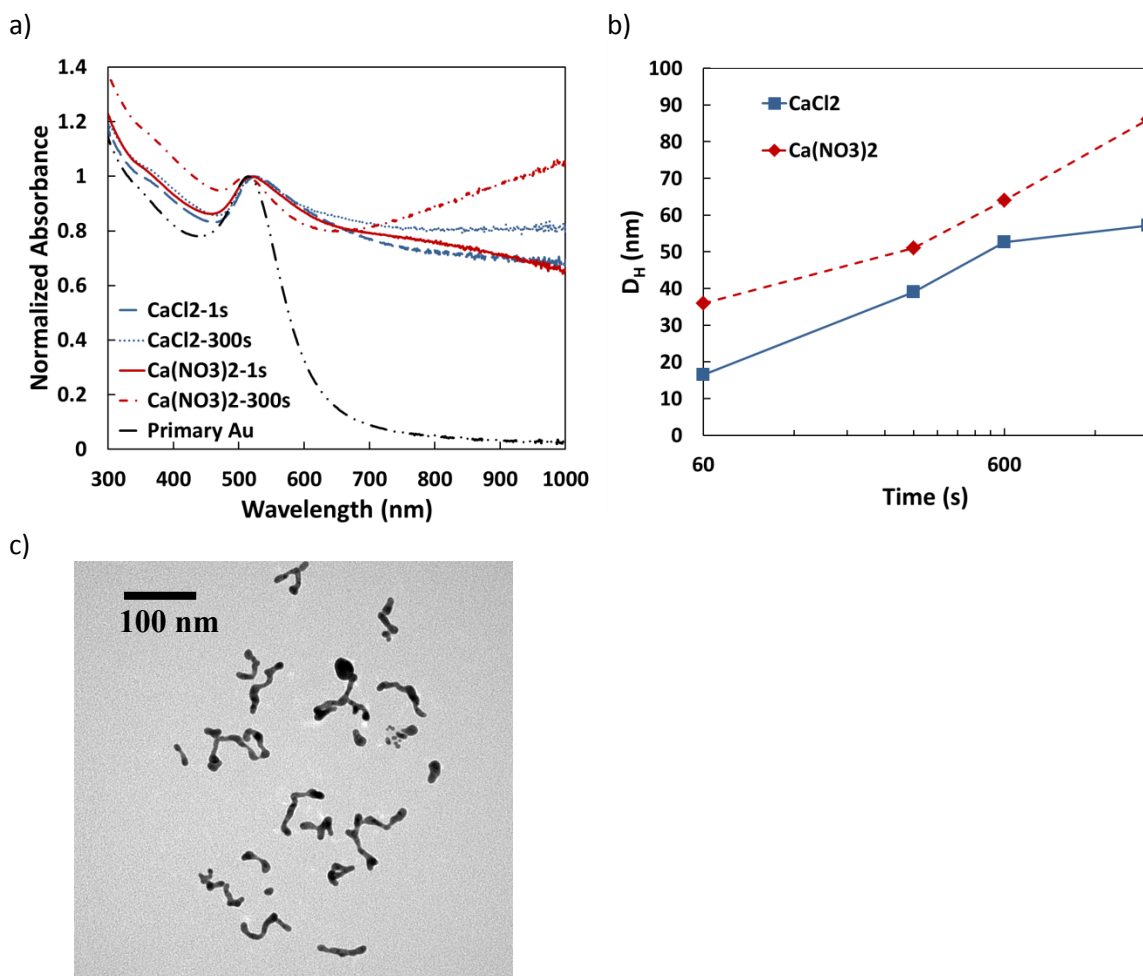 a)
Normalized Absorbance
1.4
1.2
1
0.8
0.6
0.4
0.2
0
CaCl2-1s
CaCl2-300s
Ca(NO3)2-1s
Ca(NO3)2-300s
Primary Au
300 400 500 600 700 800 900 1000
Wavelength (nm)
b)
DH (nm)
100
90
80
70
60
50
40
30
20
10
0
CaCl2
Ca(NO3)2
60 600
Time (s)
c)
100 nm